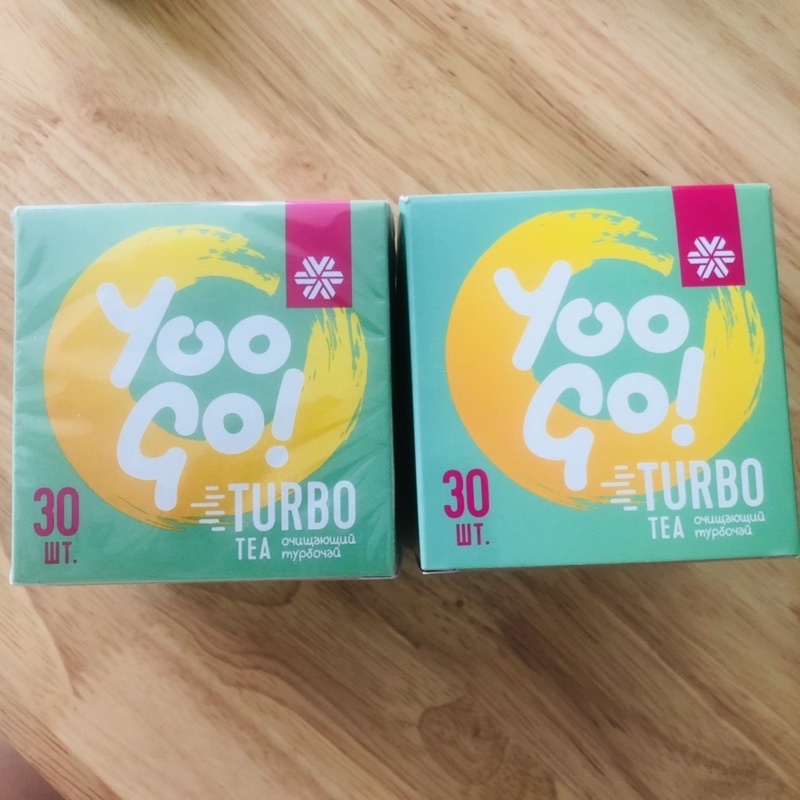 Yoo
Go!
30
шт.
TURBO
TEA
очищающий
турбочай
Yoo
Go!
30
шт.
TURBO
TEA
очищающий
турбочай